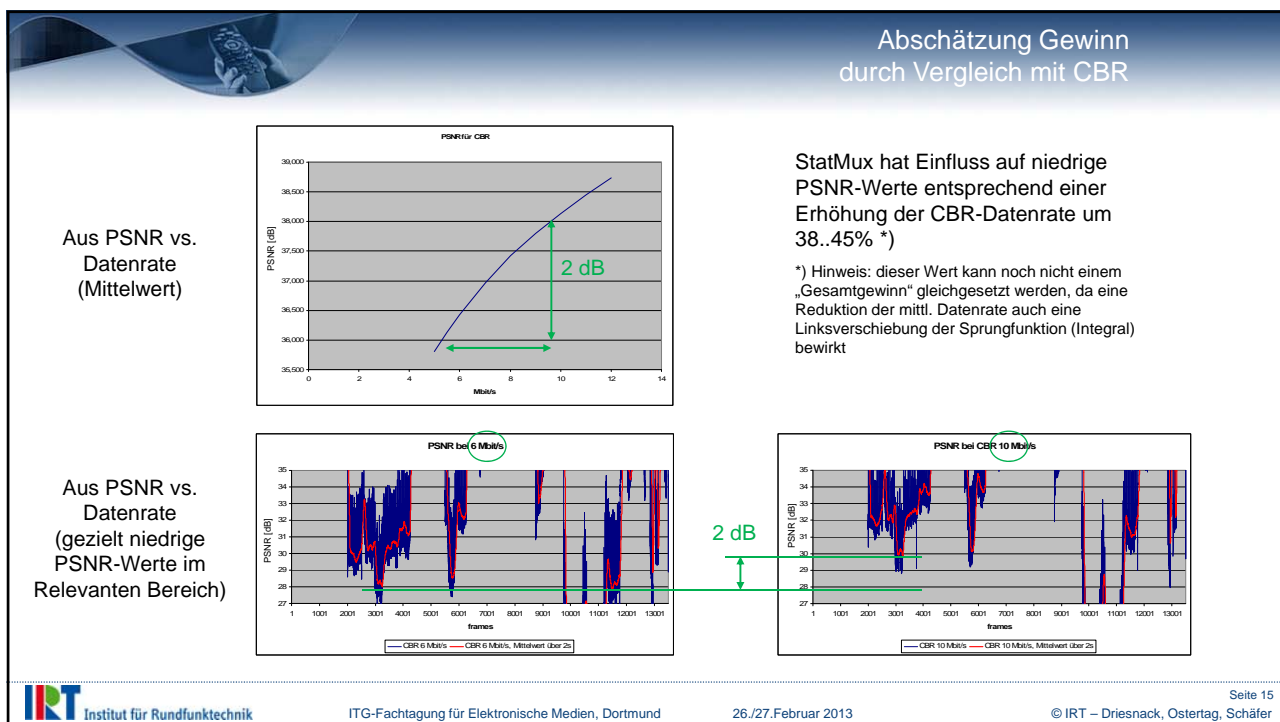 Abschätzung Gewinn
durch Vergleich mit CBR
Aus PSNR vs.
Datenrate
(Mittelwert)
PSNR für CBR
PSNR [dB]
39,000
38,500
38,000
37,500
37,000
36,500
36,000
35,500
0 2 4 6 8 10 12 14
Mbit/s
2 dB
StatMux hat Einfluss auf niedrige
PSNR-Werte entsprechend einer
Erhöhung der CBR-Datenrate um
38..45% *)
*) Hinweis: dieser Wert kann noch nicht einem
„Gesamtgewinn“ gleichgesetzt werden, da eine
Reduktion der mittl. Datenrate auch eine
Linksverschiebung der Sprungfunktion (Integral)
bewirkt
Aus PSNR vs.
Datenrate
(gezielt niedrige
PSNR-Werte im
Relevanten Bereich)
PSNR bei 6 Mbit/s
PSNR [dB]
35
34
33
32
31
30
29
28
27
1 1001 2001 3001 4001 5001 6001 7001 8001 9001 10001 11001 12001 13001
frames
CBR 6 Mbit/s CBR 6 Mbit/s, Mittelwert über 2s
2 dB
PSNR bei CBR 10 Mbit/s
PSNR [dB]
35
34
33
32
31
30
29
28
27
1 1001 2001 3001 4001 5001 6001 7001 8001 9001 10001 11001 12001 13001
frames
CBR 10 Mbit/s CBR 10 Mbit/s, Mittelwert über 2s
Seite 15
IRT Institut für Rundfunktechnik
ITG-Fachtagung für Elektronische Medien, Dortmund 26./27.Februar 2013 © IRT – Driesnack, Ostertag, Schäfer